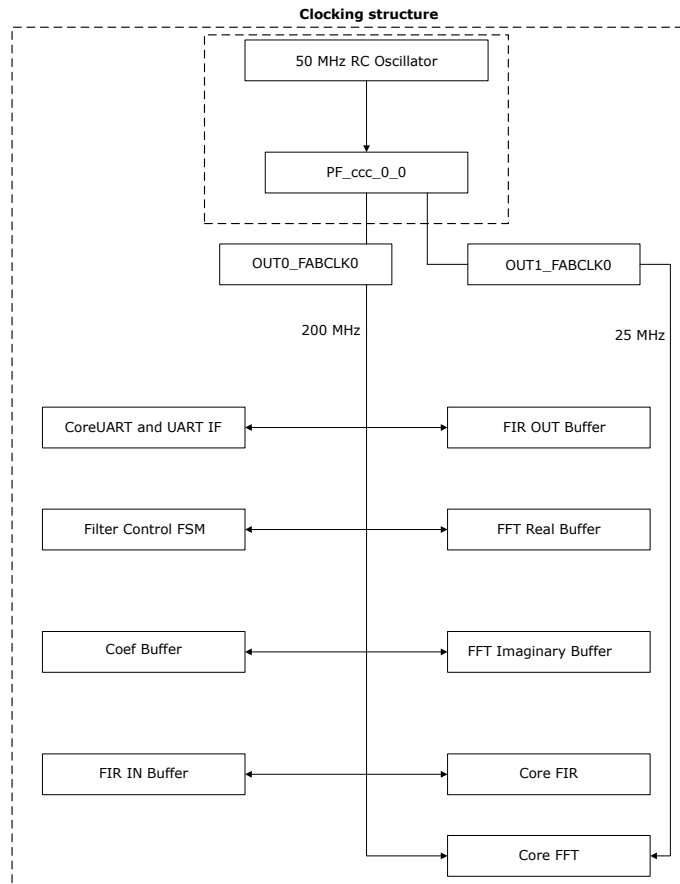 Clocking structure
50 MHz RC Oscillator
PF_ccc_0_0
OUT0_FABCLK0
OUT1_FABCLK0
200 MHz
25 MHz
CoreUART and UART IF
FIR OUT Buffer
Filter Control FSM
FFT Real Buffer
Coef Buffer
FFT Imaginary Buffer
FIR IN Buffer
Core FIR
Core FFT